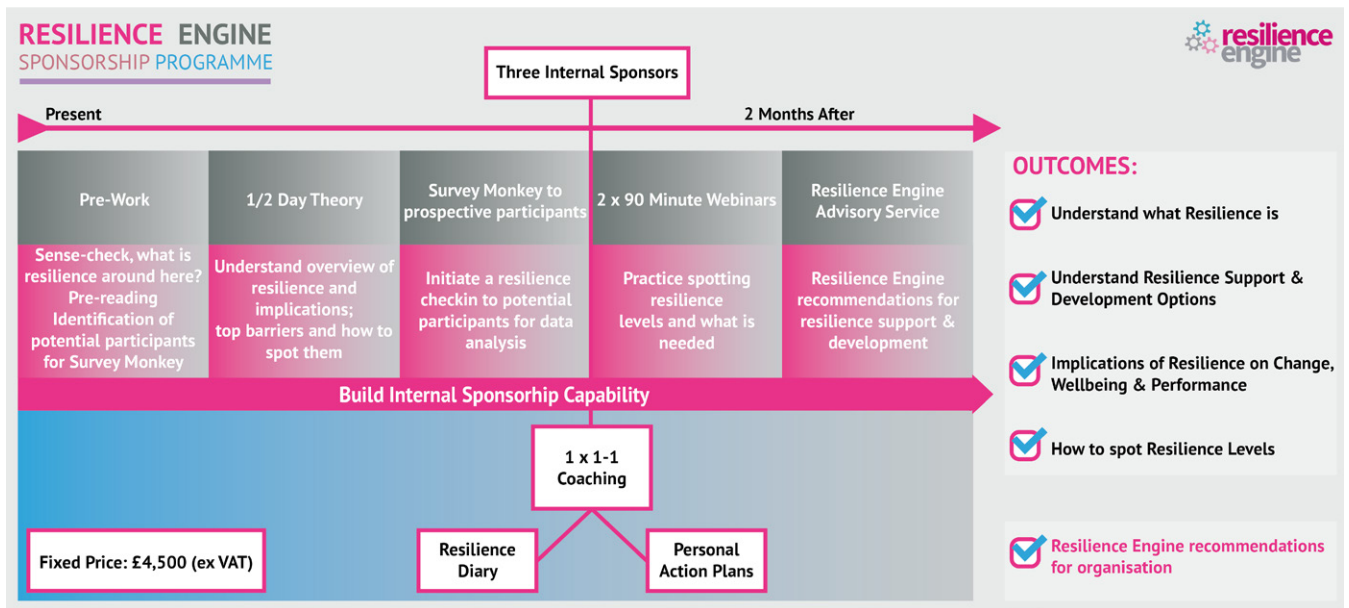 RESILIENCE ENGINE
SPONSORSHIP PROGRAMME
resilience
engine
Three Internal Sponsors
Present
2 Months After
Pre-Work
1/2 Day Theory
Survey Monkey to
prospective participants
2 x 90 Minute Webinars
Resilience Engine
Advisory Service
Sense-check, what is
resilience around here?
Pre-reading
Identification of
potential participants
for Survey Monkey
Understand overview of
resilience and
implications;
top barriers and how to
spot them
Initiate a resilience
checkin to potential
participants for data
analysis
Practice spotting
resilience
levels and what is
needed
Resilience Engine
recommendations for
resilience support &
development
Build Internal Sponsorhip Capability
1 x 1-1
Coaching
Resilience
Diary
Personal
Action Plans
Fixed Price: £4,500 (ex VAT)
OUTCOMES:
Understand what Resilience is
Understand Resilience Support &
Development Options
Implications of Resilience on Change,
Wellbeing & Performance
How to spot Resilience Levels
Resilience Engine recommendations
for organisation